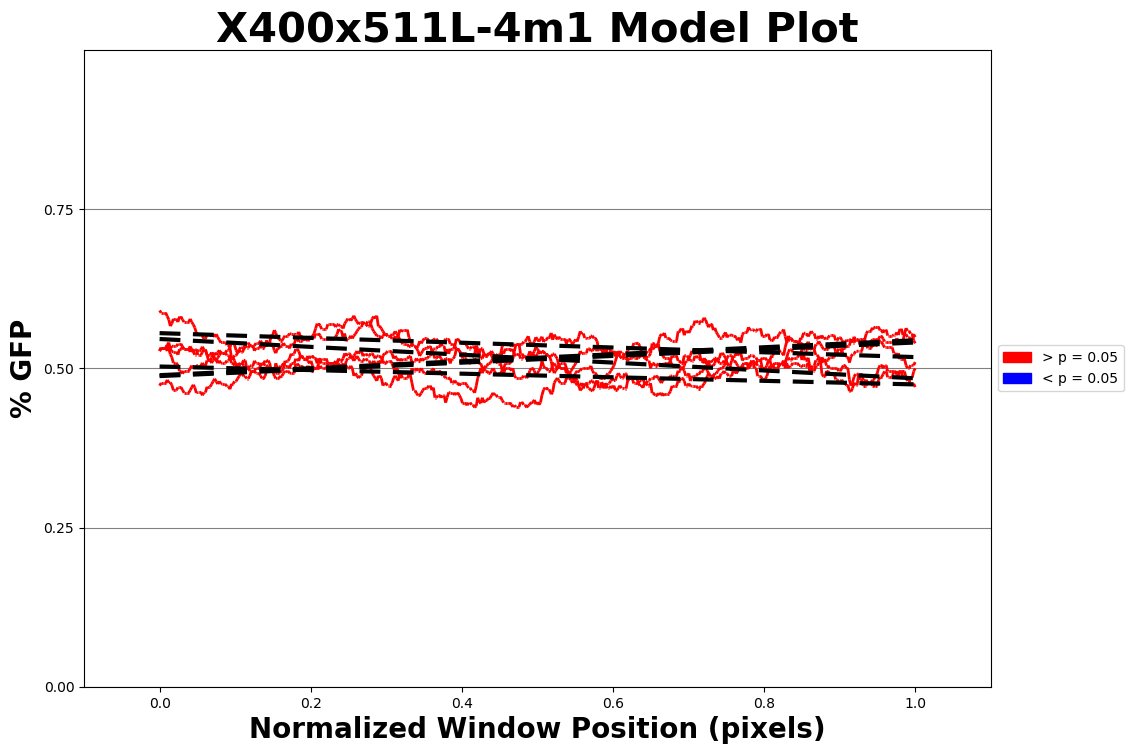 X400x511L-4m1 Model Plot
% GFP
0.75
0.50
0.25
0.00
0.0 0.2 0.4 0.6 0.8 1.0
Normalized Window Position (pixels)
> p = 0.05
< p = 0.05